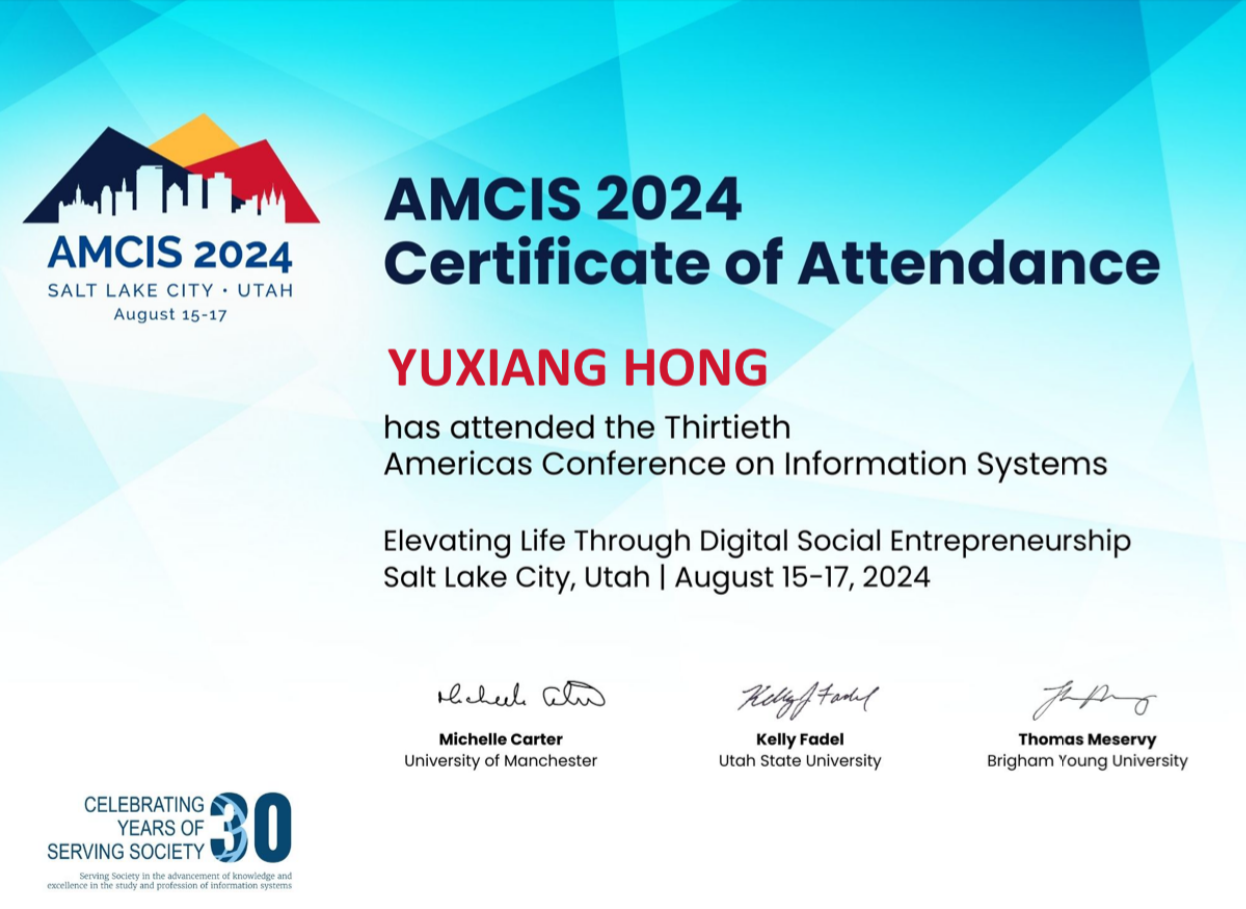 AMCIS 2024
SALT LAKE CITY • UTAH
August 15-17
AMCIS 2024
Certificate of Attendance
YUXIANG HONG
has attended the Thirtieth
Americas Conference on Information Systems
Elevating Life Through Digital Social Entrepreneurship
Salt Lake City, Utah | August 15-17, 2024
Michelle Carter
University of Manchester
Kelly J Fadel
Kelly Fadel
Utah State University
Thomas Meservy
Brigham Young University
CELEBRATING
YEARS OF
SERVING SOCIETY
30
Serving Society in the advancement of knowledge and
excellence in the study and profession of information systems